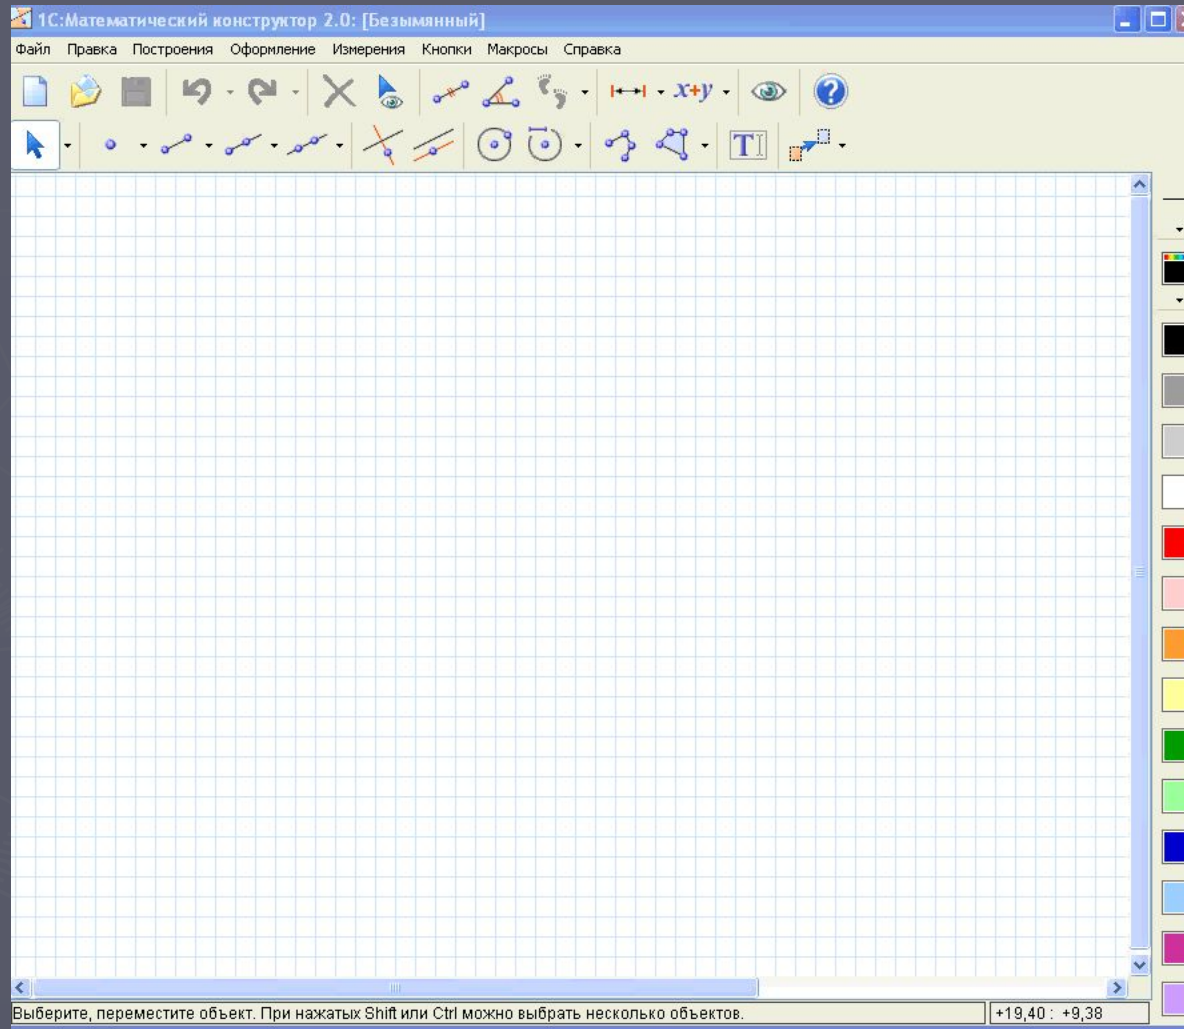 1С:Математический конструктор 2.0: [Безымянный]
Файл Правка Построения Оформление Измерения Кнопки Макросы Справка
x+y
?
T
Выберите, переместите объект. При нажатых Shift или Ctrl можно выбрать несколько объектов.
+19,40 : +9,38